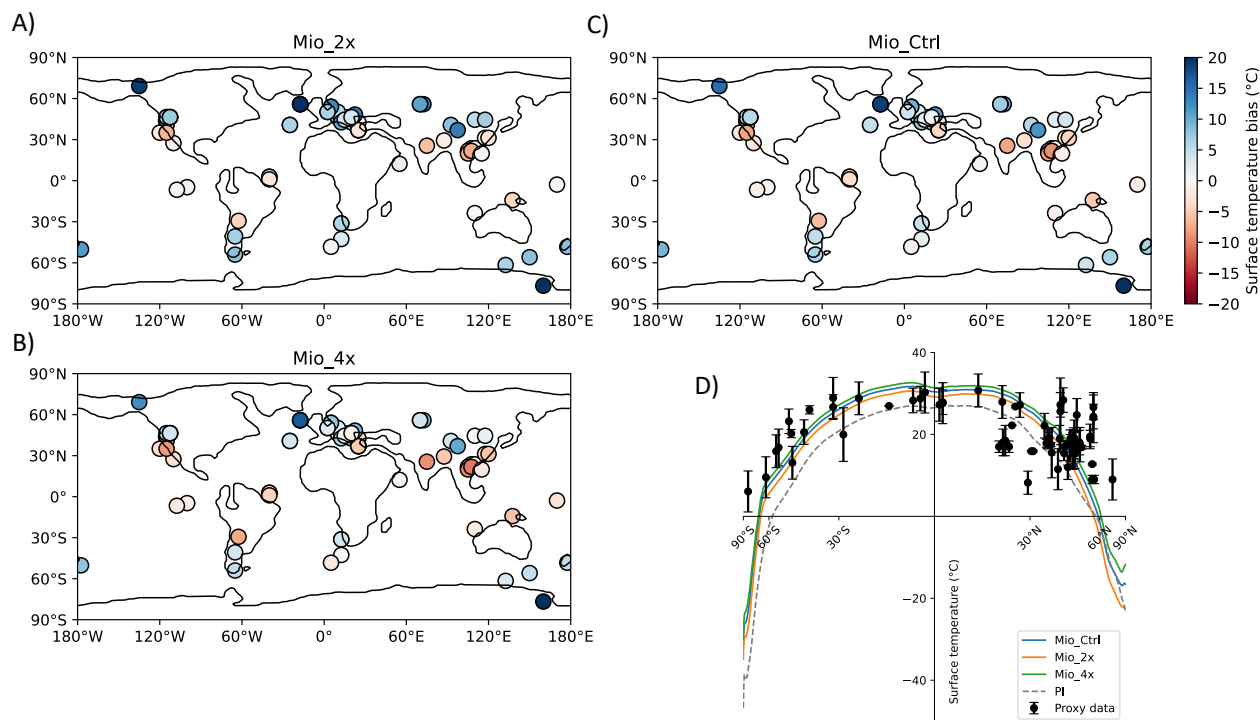 A)
Mio_2x
90°N
60°N
30°N
0°
30°S
60°S
90°S
180°W 120°W 60°W 0° 60°E 120°E 180°E
C)
Mio_Ctrl
90°N
60°N
30°N
0°
30°S
60°S
90°S
180°W 120°W 60°W 0° 60°E 120°E 180°E
20
15
10
5
0
−5
−10
−15
−20
Surface temperature bias (°C)
B)
Mio_4x
90°N
60°N
30°N
0°
30°S
60°S
90°S
180°W 120°W 60°W 0° 60°E 120°E 180°E
D)
40
20
−20
−40
90°S 60°S 30°S 30°N 60°N 90°N
Surface temperature (°C)
Mio_Ctrl
Mio_2x
Mio_4x
PI
Proxy data